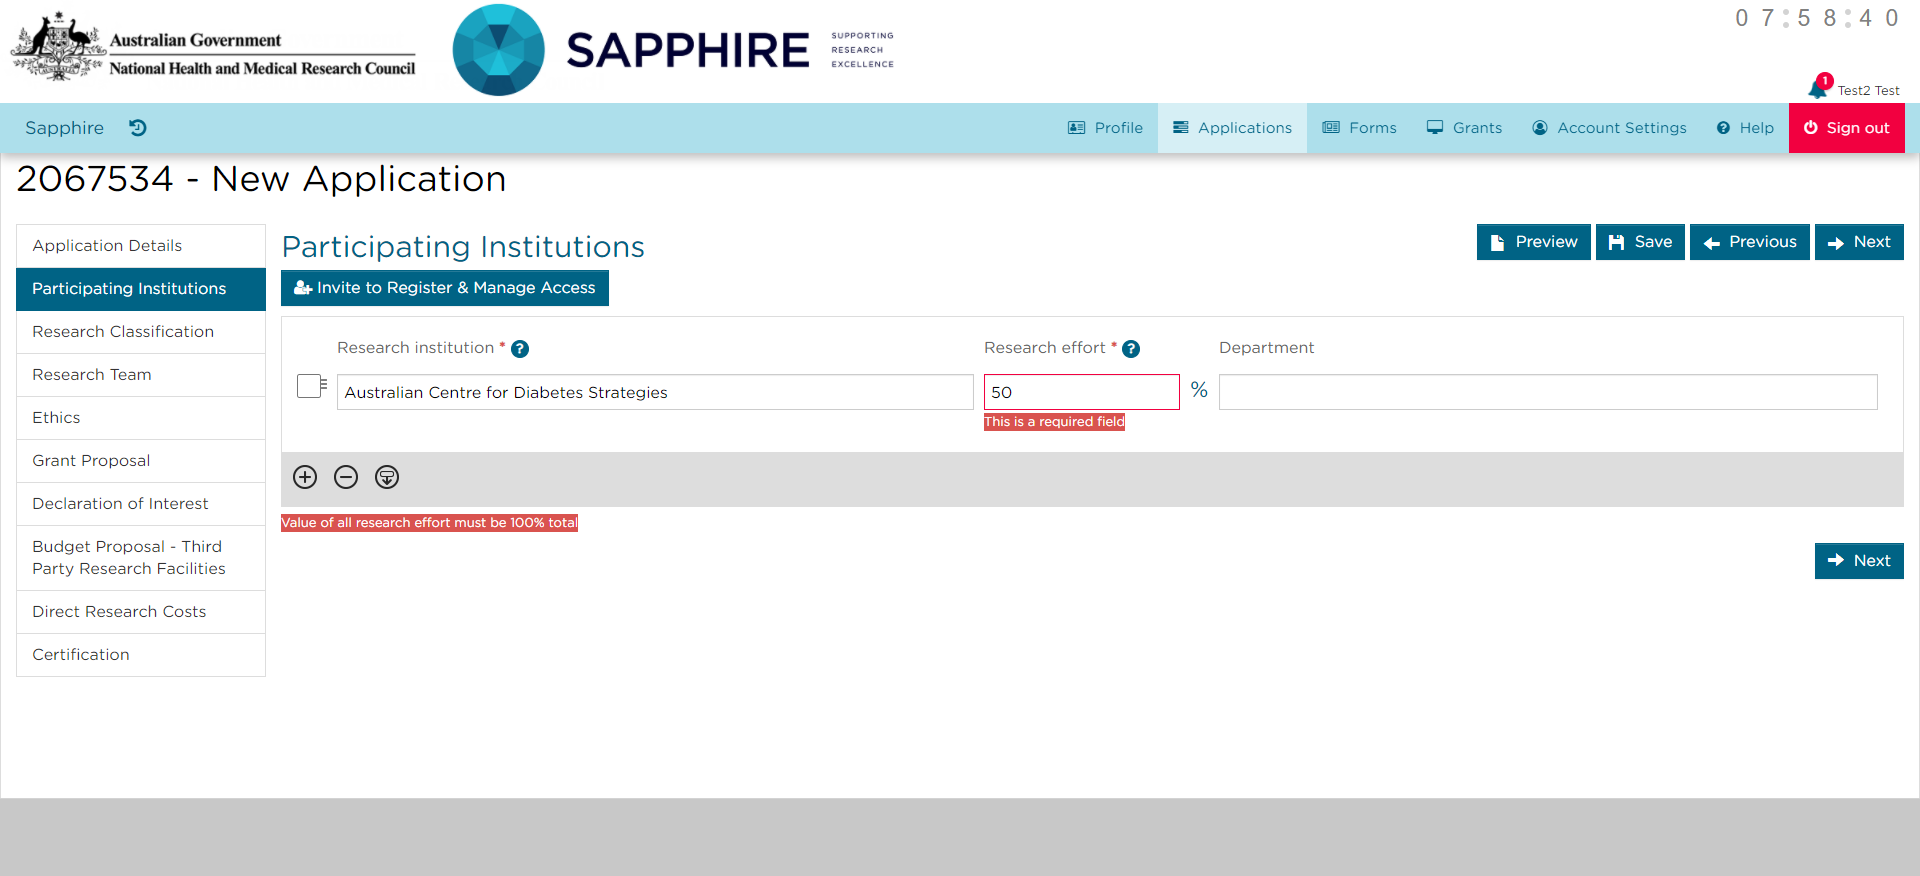 Australian Government
National Health and Medical Research Council
SAPPHIRE
SUPPORTING
RESEARCH
EXCELLENCE
07:58:40
1
Test2 Test
Sapphire
Profile
Applications
Forms
Grants
Account Settings
Help
Sign out
2067534 - New Application
Application Details
Participating Institutions
Research Classification
Research Team
Ethics
Grant Proposal
Declaration of Interest
Budget Proposal - Third
Party Research Facilities
Direct Research Costs
Certification
Participating Institutions
Preview
Save
Previous
Next
Invite to Register & Manage Access
Research institution * ?
Research effort * ?
Department
Australian Centre for Diabetes Strategies
50
%
This is a required field
Value of all research effort must be 100% total
Next